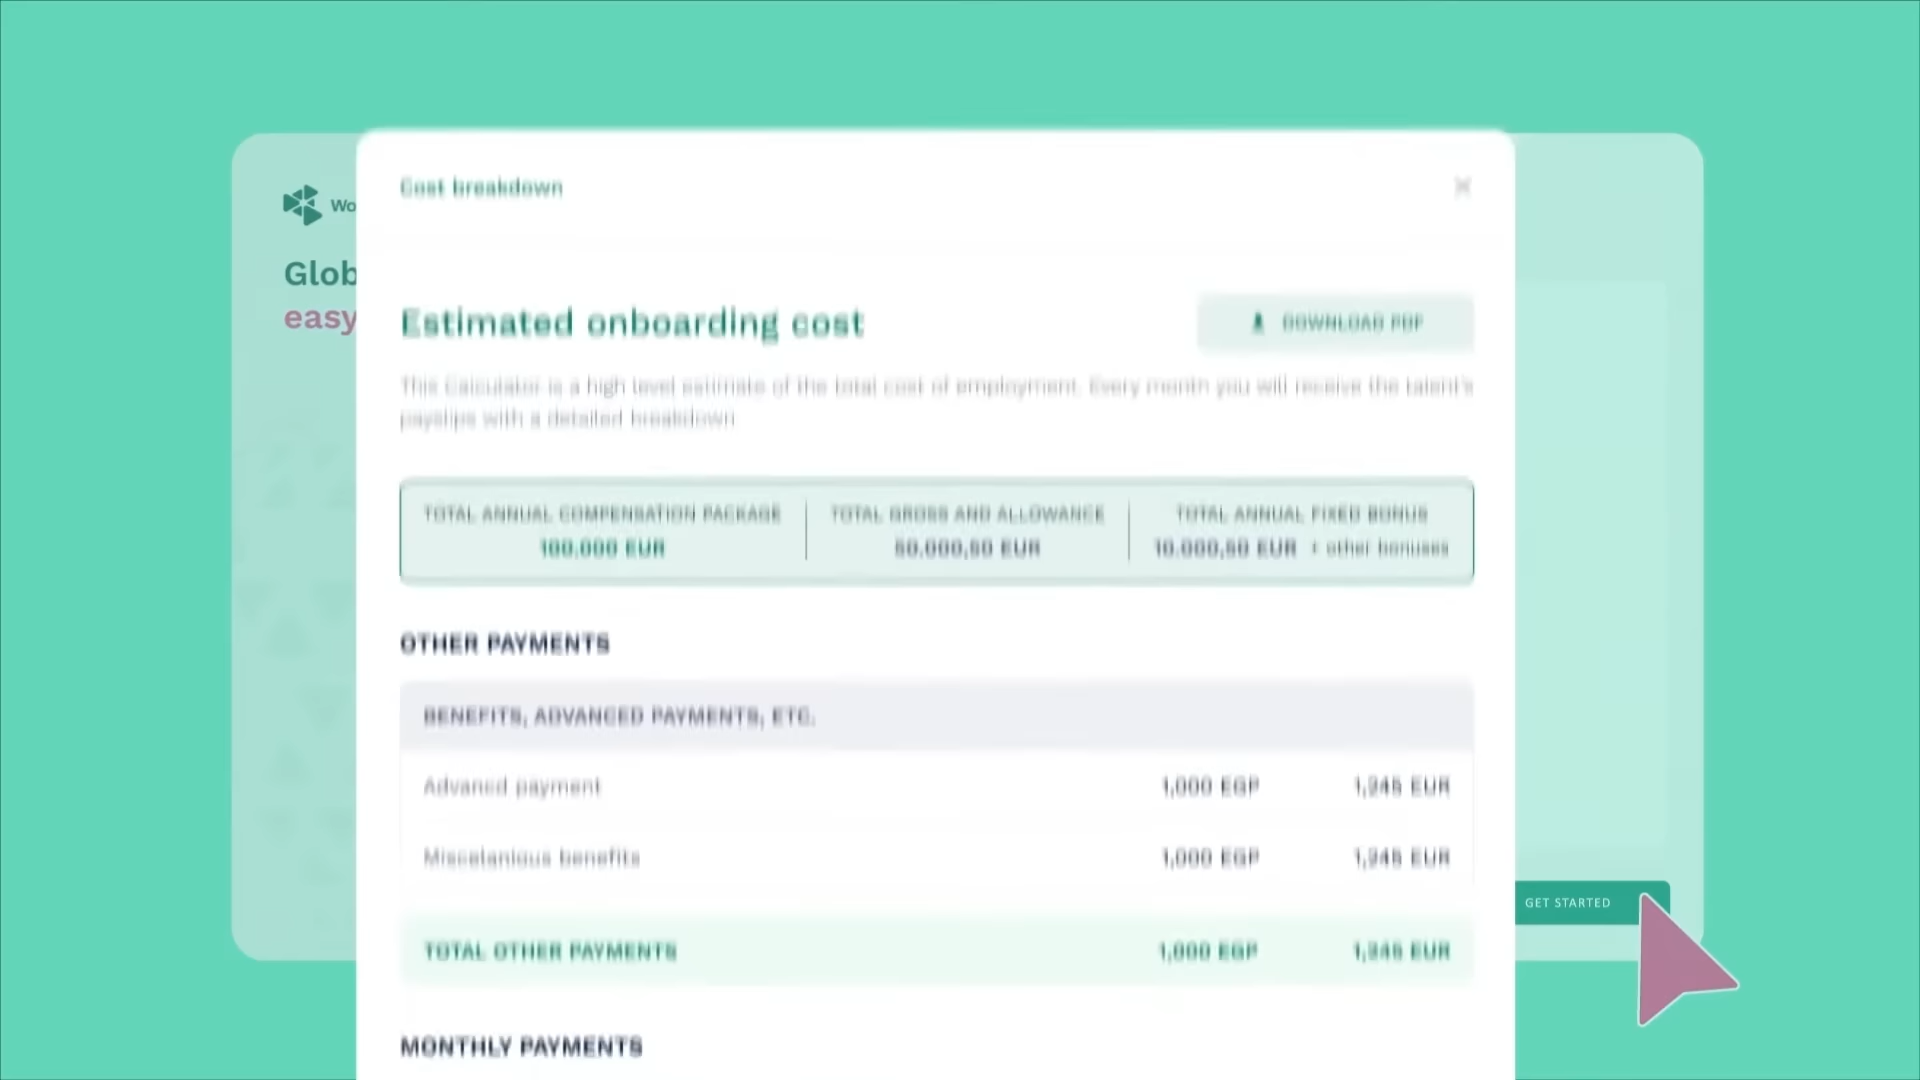 Wo
Glob
easy
Cost breakdown
Estimated onboarding cost
DOWNLOAD PDF
This Calculator is a high level estimate of the total cost of employment. Every month you will receive the talent's
payslips with a detailed breakdown
TOTAL ANNUAL COMPENSATION PACKAGE
100.000 EUR
TOTAL GROSS AND ALLOWANCE
50.000,50 EUR
TOTAL ANNUAL FIXED BONUS
10.000,50 EUR + other bonuses
OTHER PAYMENTS
BENEFITS, ADVANCED PAYMENTS, ETC.
Advancd payment 1,000 EGP 1,345 EUR
Miscelanious benefits 1,000 EGP 1,345 EUR
TOTAL OTHER PAYMENTS 1,000 EGP 1,345 EUR
GET STARTED
MONTHLY PAYMENTS